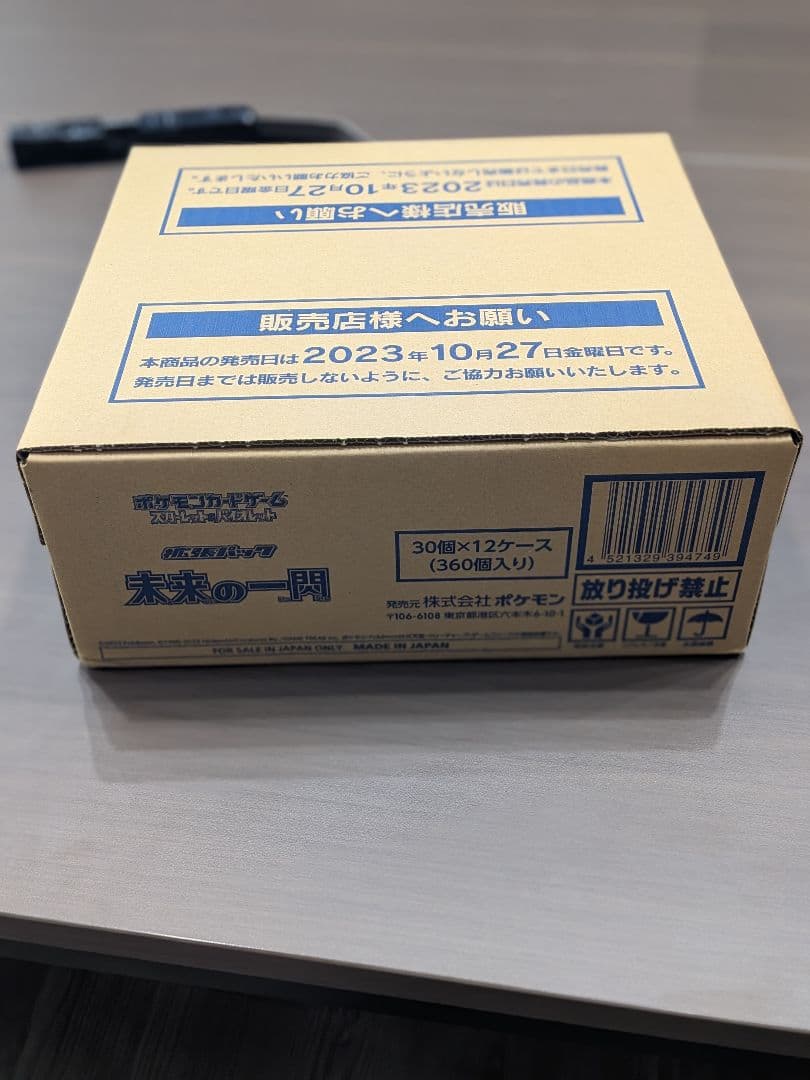 本商品の発売日は2023年10月27日金曜日です。
発売日までは販売しないように、ご協力お願いいたします。
販売店様へお願い
販売店様へお願い
本商品の発売日は2023年10月27日金曜日です。
発売日までは販売しないように、ご協力お願いいたします。
ポケモンカードゲーム
スカーレット&バイオレット
拡張パック
未来の一閃
30個×12ケース
(360個入り)
発売元 株式会社 ポケモン
〒106-6108 東京都港区六本木6-10-1
4 521329 394749
放り投げ禁止
FOR SALE IN JAPAN ONLY MADE IN JAPAN